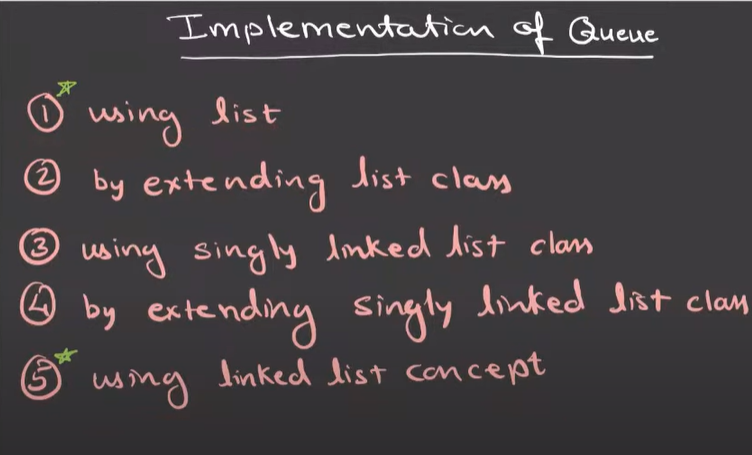 Implementation of Queue
① using list
② by extending list class
③ using singly linked list class
④ by extending singly linked list class
⑤ using linked list concept